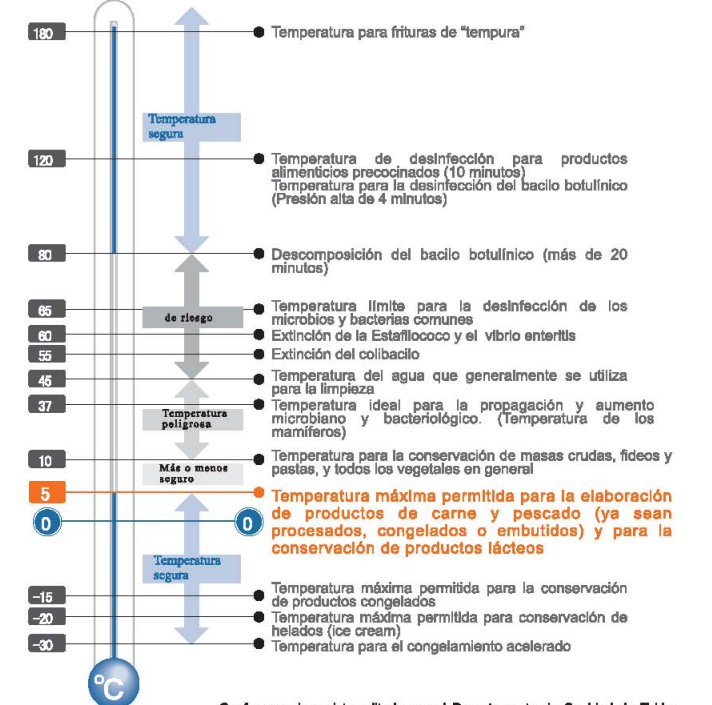 180 Temperatura para frituras de “tempura”
Temperatura
segura
120 Temperatura de desinfección para productos
alimenticios precocinados (10 minutos)
Temperatura para la desinfección del bacilo botulínico
(Presión alta de 4 minutos)
80 Descomposición del bacilo botulínico (más de 20
minutos)
de riesgo
65 Temperatura límite para la desinfección de los
microbios y bacterias comunes
60 Extinción de la Estafilococo y el vibrio enteritis
55 Extinción del colibacilo
45 Temperatura del agua que generalmente se utiliza
para la limpieza
37 Temperatura ideal para la propagación y aumento
microbiano y bacteriológico. (Temperatura de los
mamíferos)
Temperatura
peligrosa
10 Temperatura para la conservación de masas crudas, fideos y
pastas, y todos los vegetales en general
Más o menos
seguro
5 Temperatura máxima permitida para la elaboración
de productos de carne y pescado (ya sean
procesados, congelados o embutidos) y para la
conservación de productos lácteos
0 0
Temperatura
segura
-15 Temperatura máxima permitida para la conservación
de productos congelados
-20 Temperatura máxima permitida para conservación de
helados (ice cream)
-30 Temperatura para el congelamiento acelerado
°C